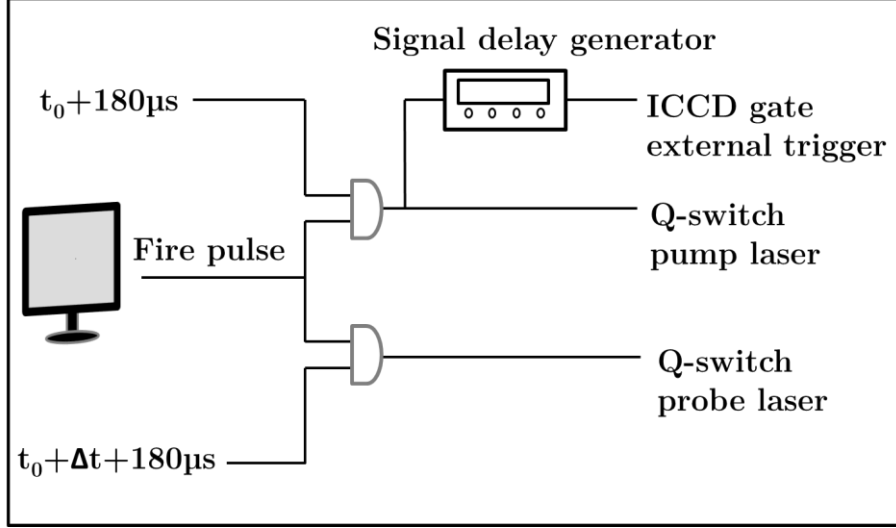 Signal delay generator
t₀+180µs
ICCD gate
external trigger
Q-switch
pump laser
Fire pulse
Q-switch
probe laser
t₀+Δt+180µs